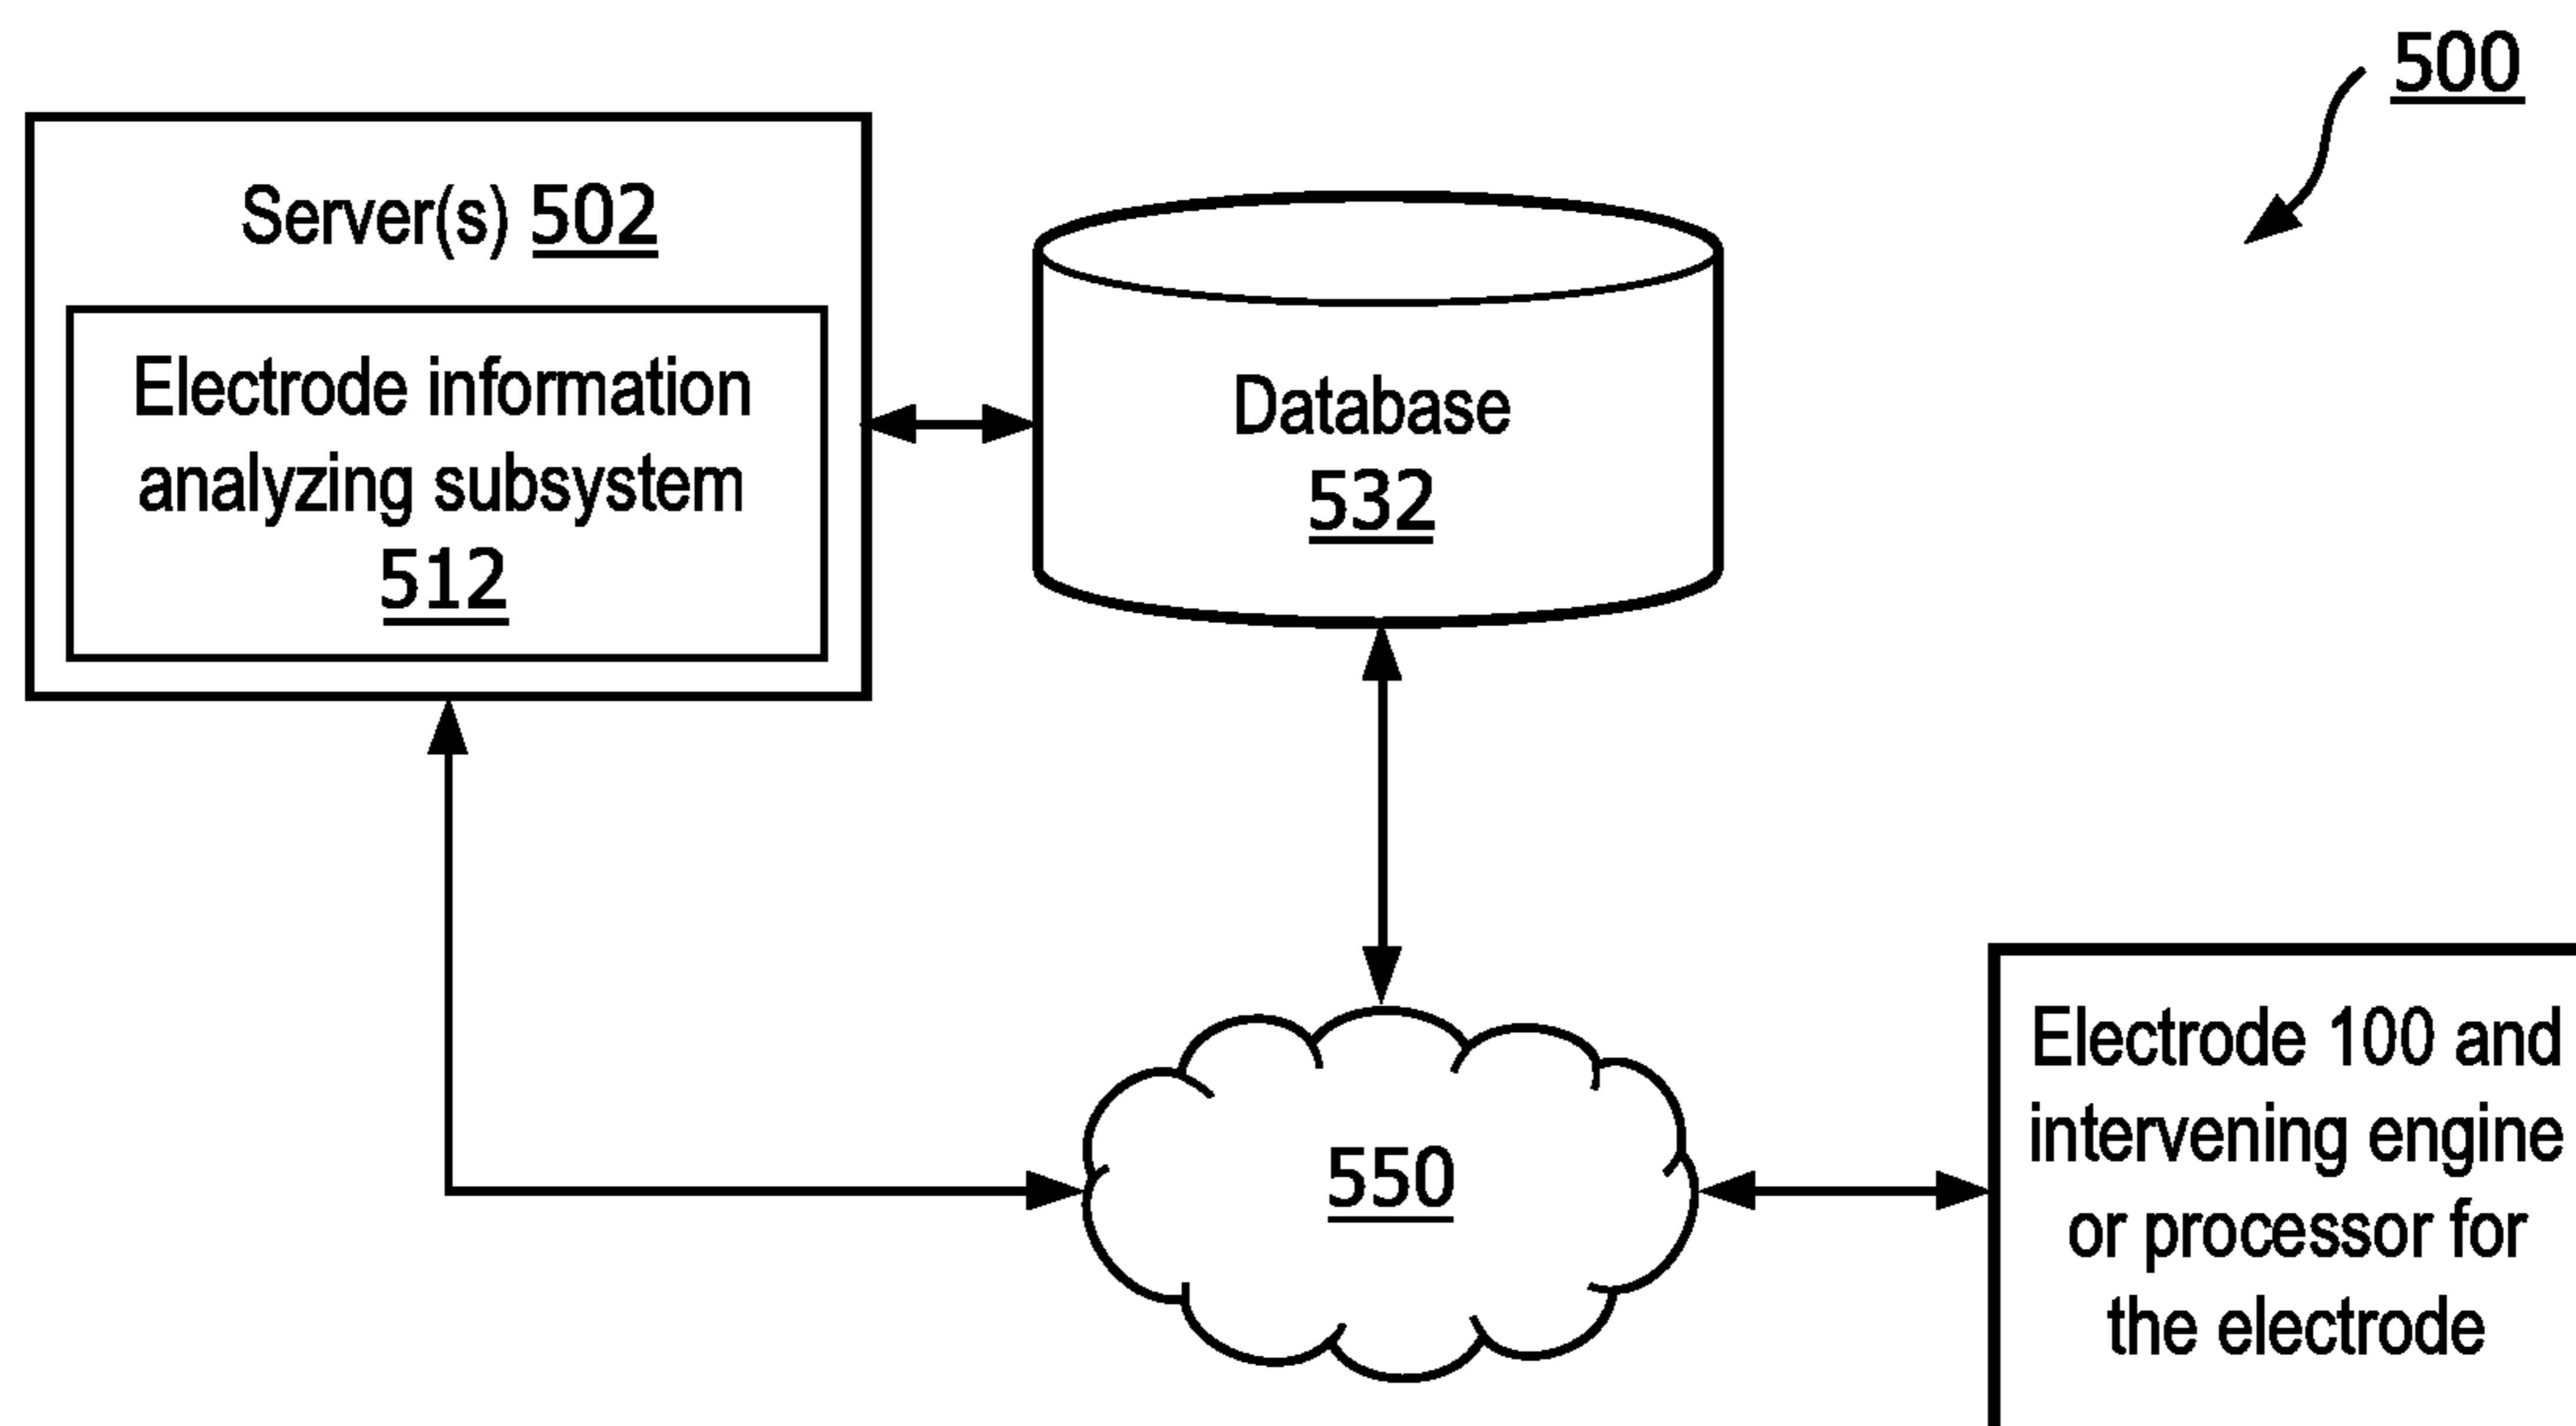 500
Server(s) 502
Electrode information
analyzing subsystem
512
Database
532
550
Electrode 100 and
intervening engine
or processor for
the electrode